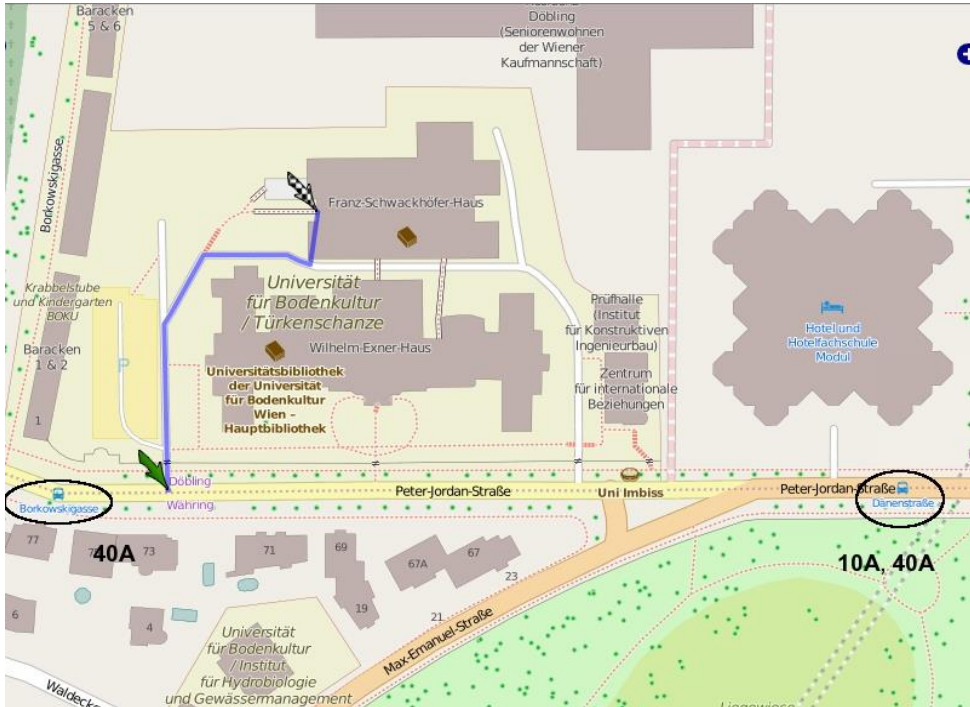 Baracken
5 & 6
Döbling
(Seniorenwohnen
der Wiener
Kaufmannschaft)
Borkowskigasse
Franz-Schwackhöfer-Haus
Krabbelstube
und Kindergarten
BOKU
Universität
für Bodenkultur
/ Türkenschanze
Prüfhalle
(Institut
für Konstruktiven
Ingenieurbau)
Hotel und
Hotelfachschule
Modul
Baracken
1 & 2
P
Wilhelm-Exner-Haus
Universitätsbibliothek
der Universität
für Bodenkultur
Wien –
Hauptbibliothek
Zentrum
für internationale
Beziehungen
1
Döbling
Währing
Borkowskigasse
Peter-Jordan-Straße
Uni Imbiss
Peter-Jordan-Straße
Dänenstraße
77
40A
73
71
69
67A
67
23
10A, 40A
6
4
19
21
Max-Emanuel-Straße
Universität
für Bodenkultur
/ Institut
für Hydrobiologie
und Gewässermanagement